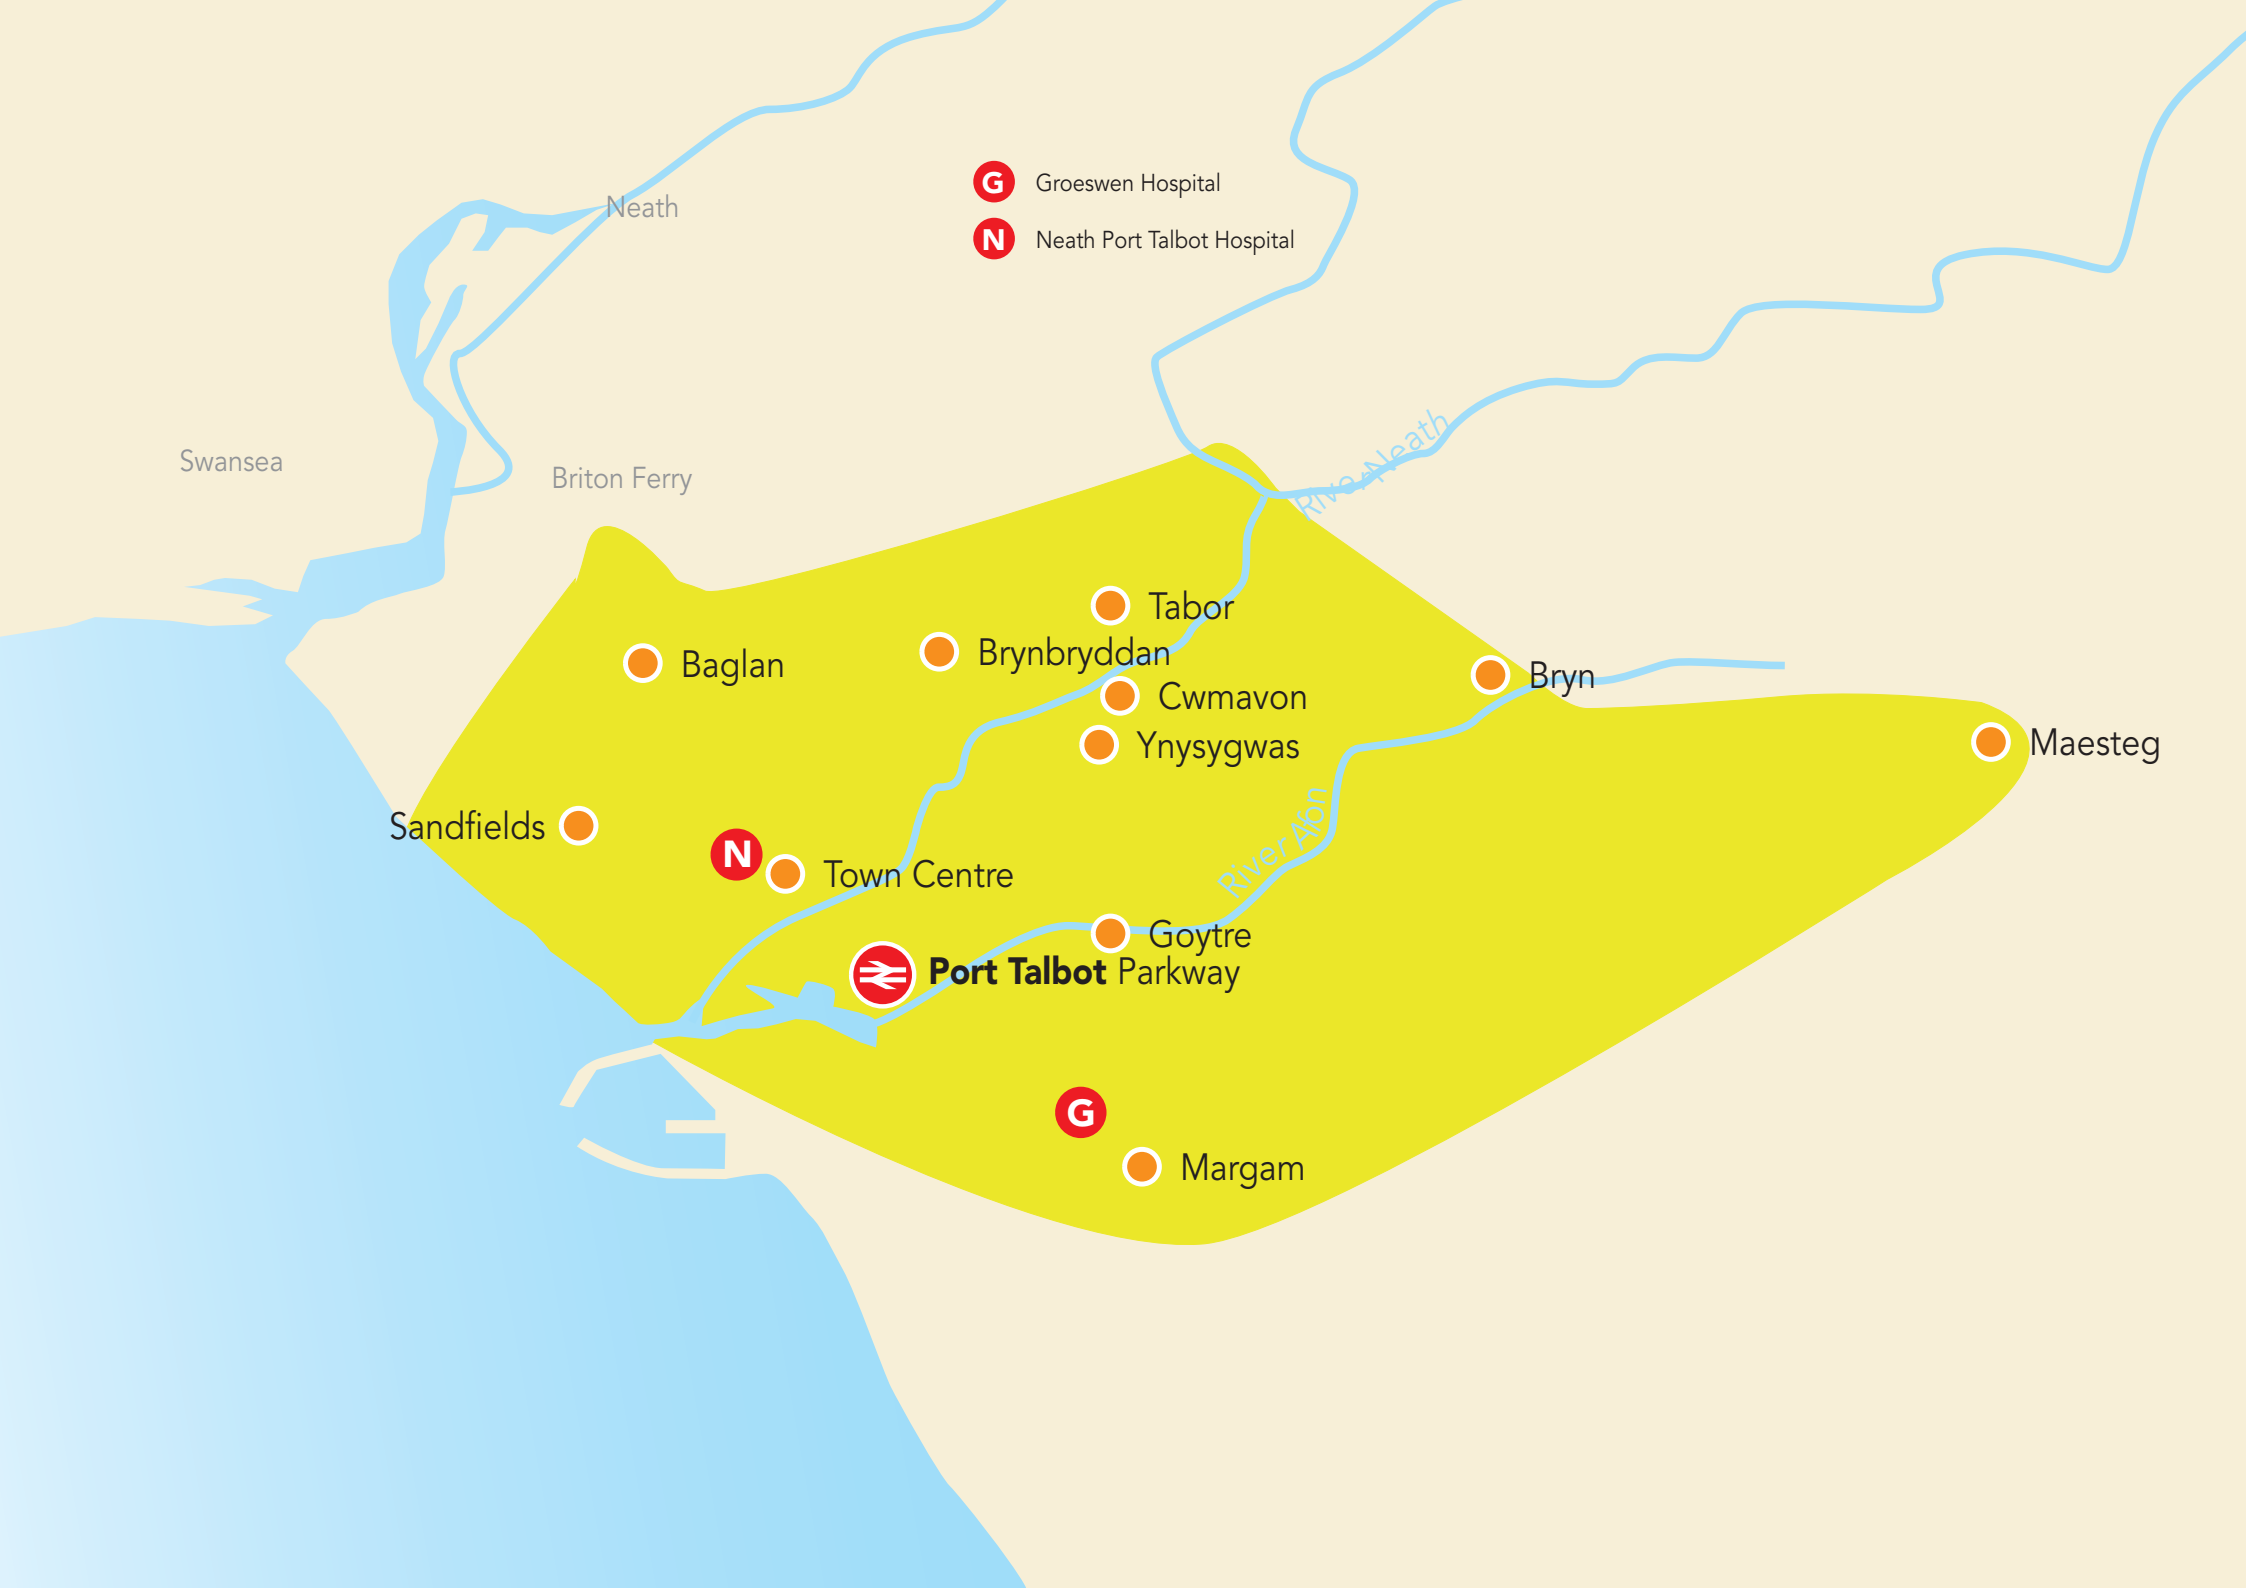 G Groeswen Hospital
Neath
N Neath Port Talbot Hospital
River Neath
Swansea
Briton Ferry
Tabor
Brynbryddan
Baglan
Bryn
Cwmavon
Ynysygwas
Maesteg
Sandfields
N
Town Centre
River Afon
Goytre
Port Talbot Parkway
G
Margam